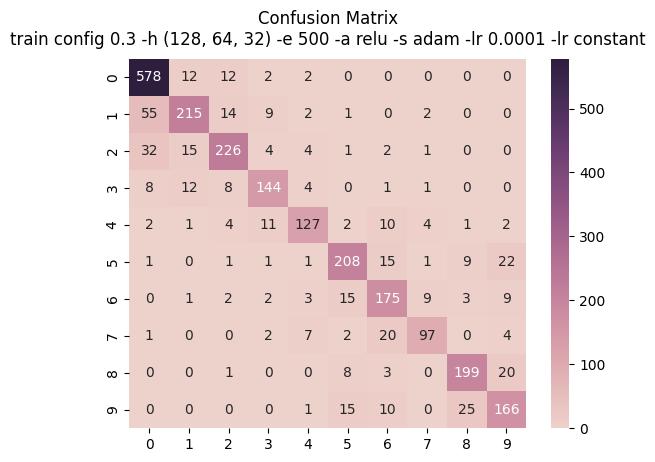 Confusion Matrix
train config 0.3 -h (128, 64, 32) -e 500 -a relu -s adam -lr 0.0001 -lr constant
0 578 12 12 2 2 0 0 0 0 0
1 55 215 14 9 2 1 0 2 0 0
2 32 15 226 4 4 1 2 1 0 0
3 8 12 8 144 4 0 1 1 0 0
4 2 1 4 11 127 2 10 4 1 2
5 1 0 1 1 1 208 15 1 9 22
6 0 1 2 2 3 15 175 9 3 9
7 1 0 0 2 7 2 20 97 0 4
8 0 0 1 0 0 8 3 0 199 20
9 0 0 0 0 1 15 10 0 25 166
0 1 2 3 4 5 6 7 8 9
500
400
300
200
100
0